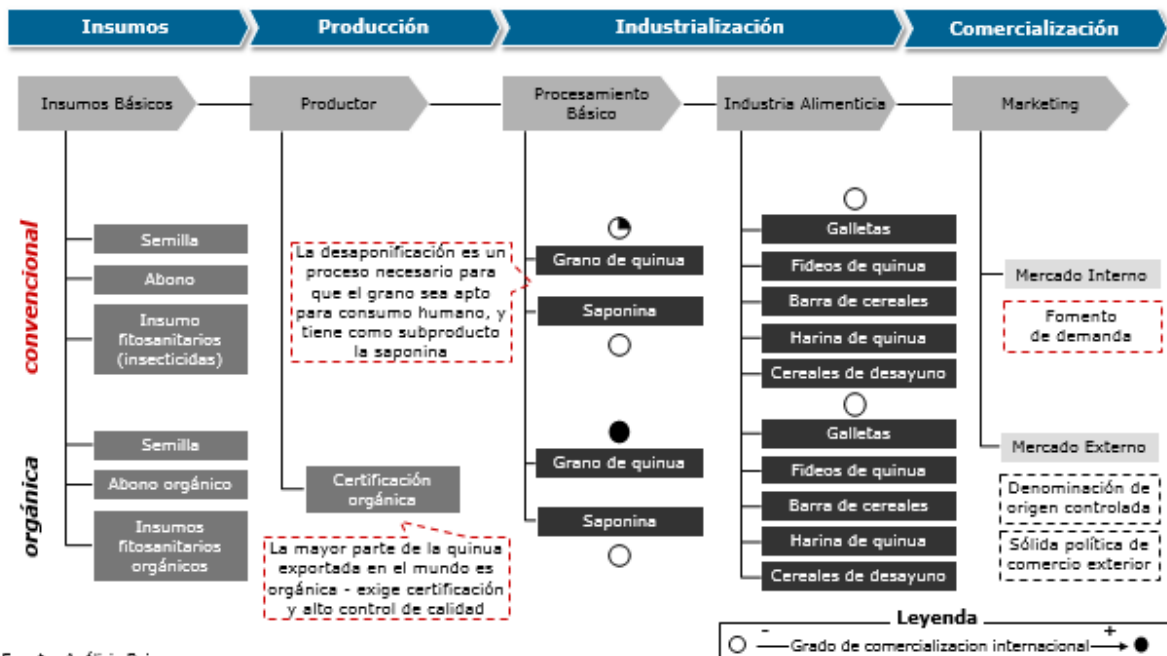 Insumos
Producción
Industrialización
Comercialización
Insumos Básicos
Productor
Procesamiento
Básico
Industria Alimenticia
Marketing
convencional
Semilla
Abono
Insumo
fitosanitarios
(insecticidas)
La desaponificación es un
proceso necesario para
que el grano sea apto
para consumo humano, y
tiene como subproducto
la saponina
Grano de quinua
Saponina
Galletas
Fideos de quinua
Barra de cereales
Harina de quinua
Cereales de desayuno
Mercado Interno
Fomento
de demanda
orgánica
Semilla
Abono orgánico
Insumos
fitosanitarios
orgánicos
Certificación
orgánica
La mayor parte de la quinua
exportada en el mundo es
orgánica - exige certificación
y alto control de calidad
Grano de quinua
Saponina
Galletas
Fideos de quinua
Barra de cereales
Harina de quinua
Cereales de desayuno
Mercado Externo
Denominación de
origen controlada
Sólida política de
comercio exterior
Leyenda
- +
Grado de comercializacion internacional